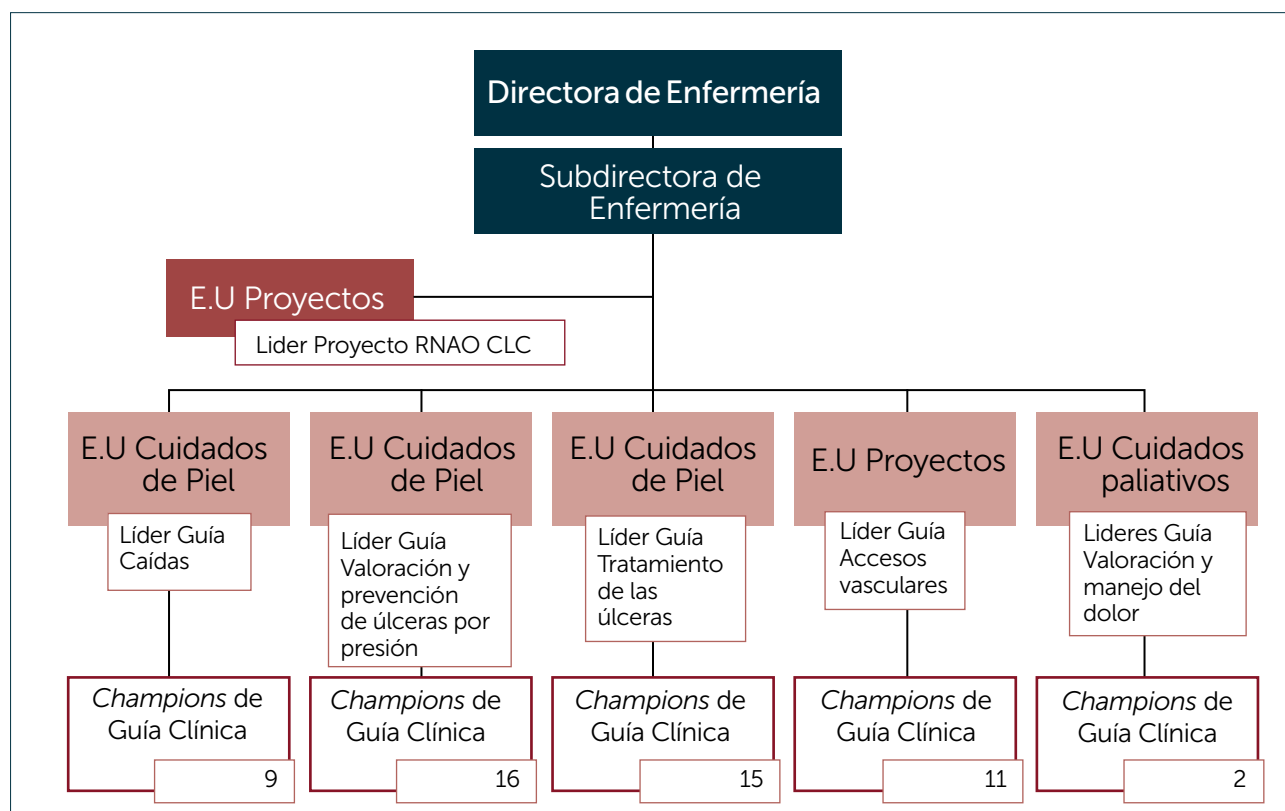 Directora de Enfermería
Subdirectora de
Enfermería
E.U Proyectos
Lider Proyecto RNAO CLC
E.U Cuidados
de Piel
Líder Guía
Caídas
E.U Cuidados
de Piel
Líder Guía
Valoración y
prevención
de úlceras por
presión
E.U Cuidados
de Piel
Líder Guía
Tratamiento
de las
úlceras
E.U Proyectos
Líder Guía
Accesos
vasculares
E.U Cuidados
paliativos
Lideres Guía
Valoración y
manejo del
dolor
Champions de
Guía Clínica
9
Champions de
Guía Clínica
16
Champions de
Guía Clínica
15
Champions de
Guía Clínica
11
Champions de
Guía Clínica
2